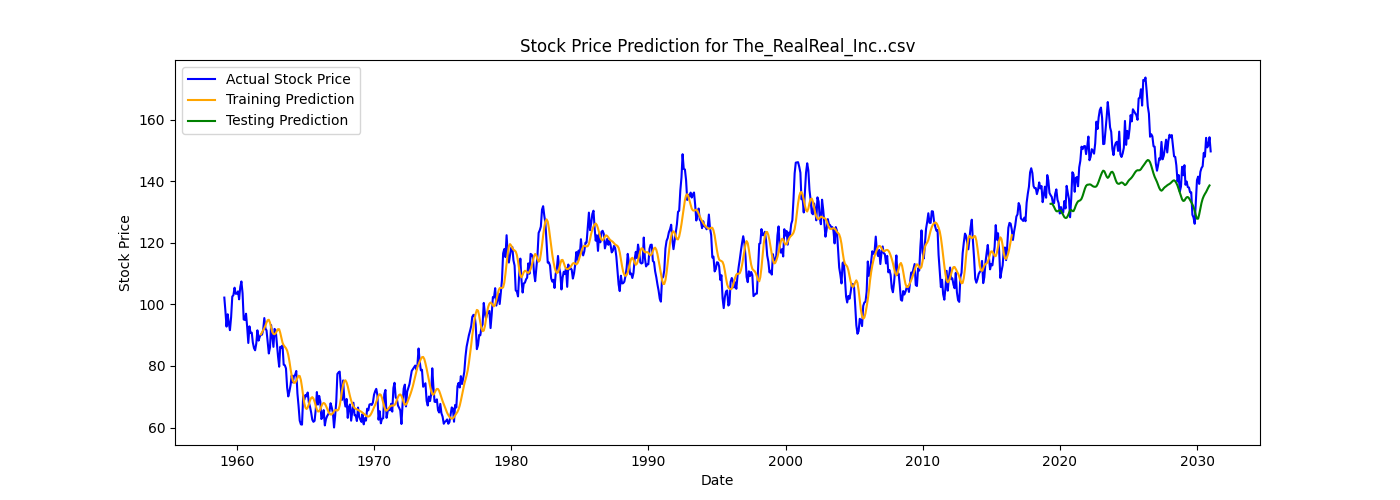 Stock Price Prediction for The_RealReal_Inc..csv
Actual Stock Price
Training Prediction
Testing Prediction
Stock Price
160
140
120
100
80
60
1960 1970 1980 1990 2000 2010 2020 2030
Date